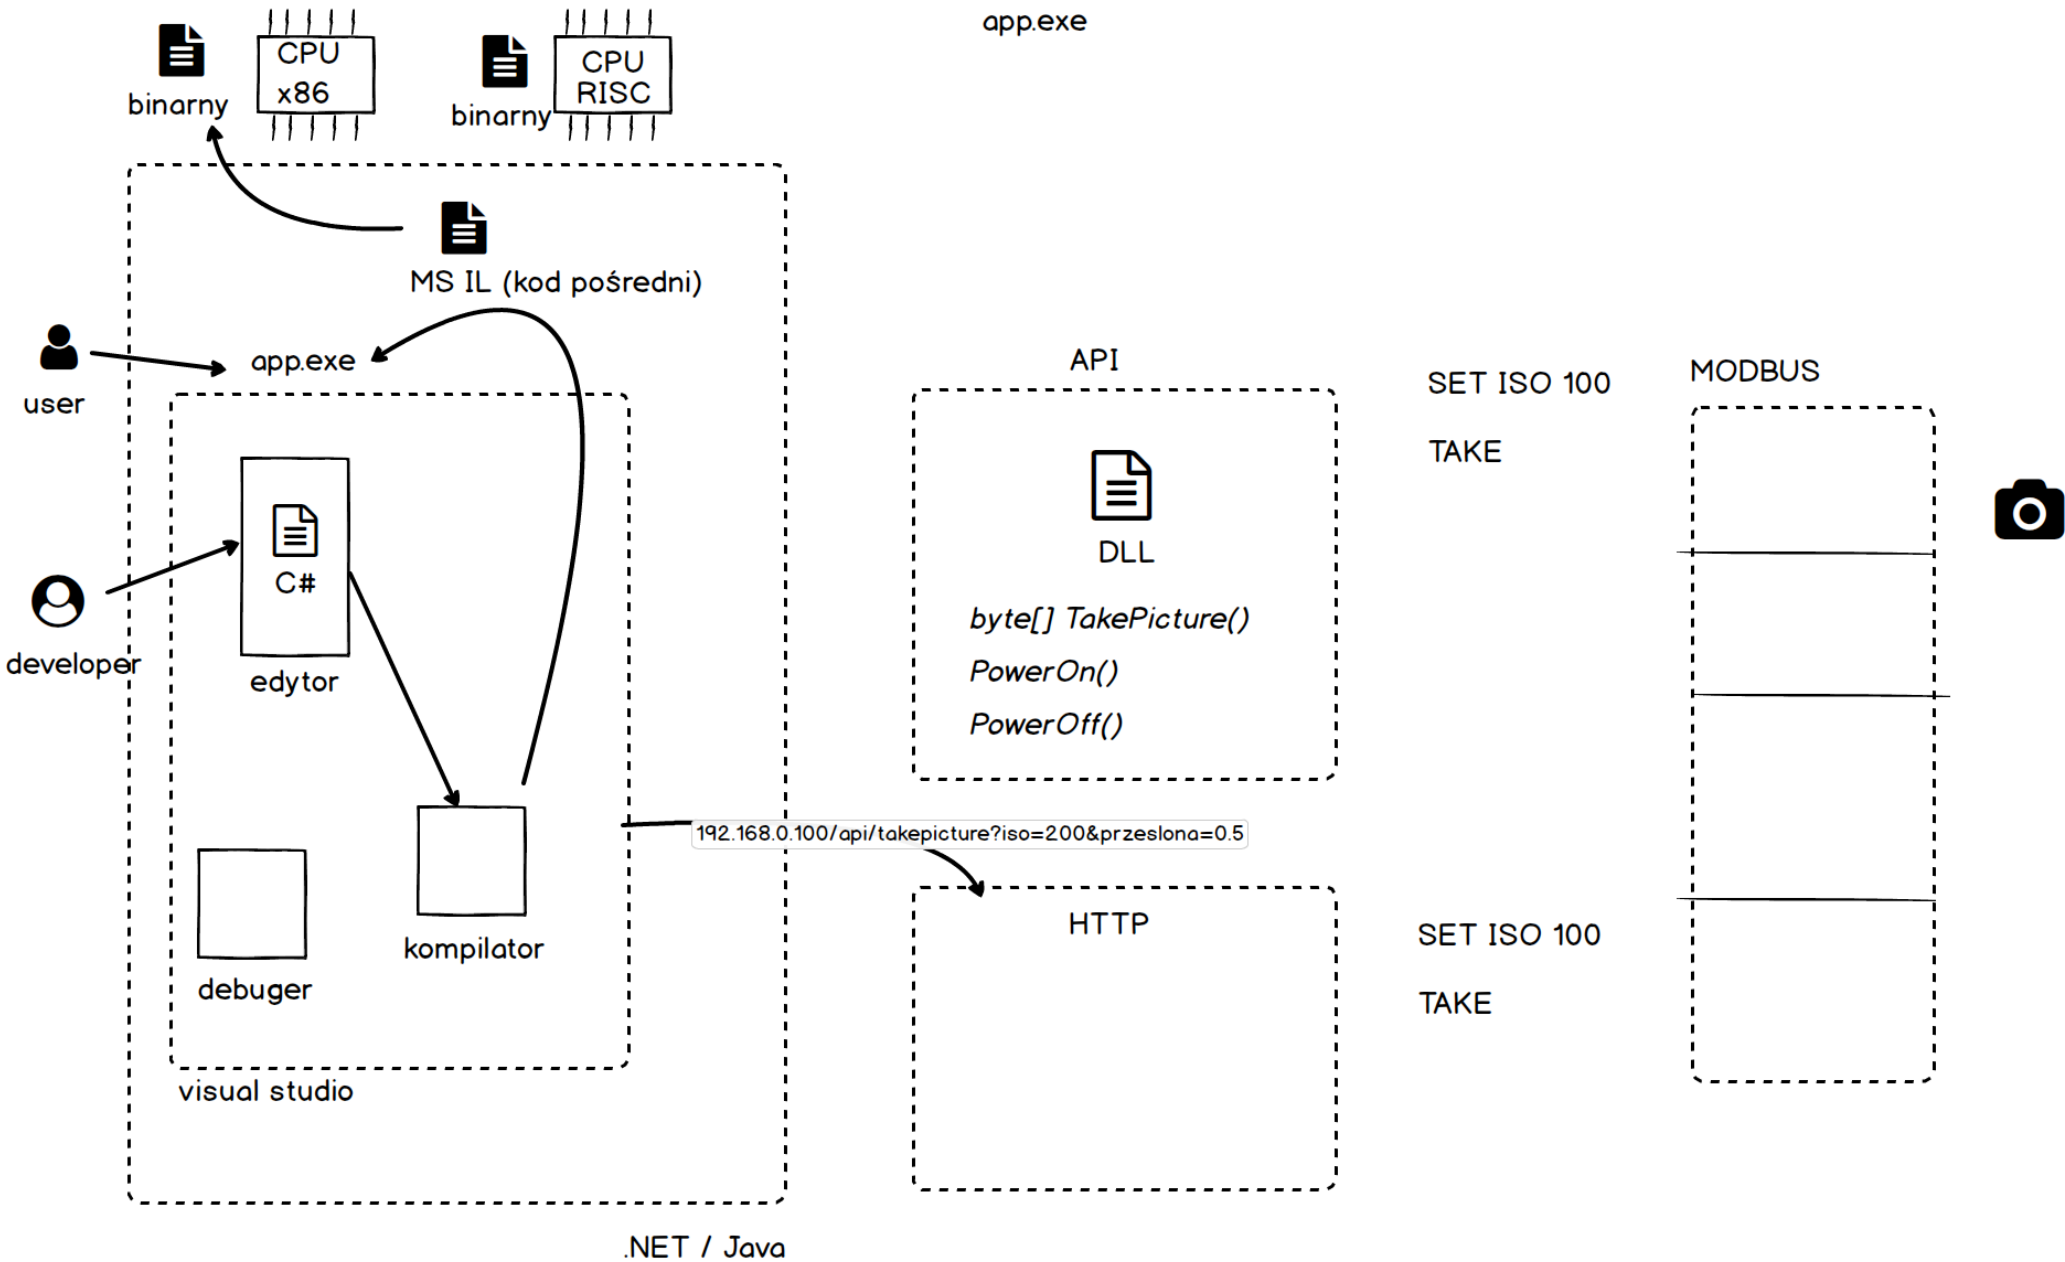 app.exe
CPU
x86
binarny
CPU
RISC
binarny
MS IL (kod pośredni)
user
app.exe
C#
edytor
developer
kompilator
debuger
visual studio
.NET / Java
API
DLL
byte[] TakePicture()
PowerOn()
PowerOff()
192.168.0.100/api/takepicture?iso=200&przeslona=0.5
HTTP
SET ISO 100
TAKE
SET ISO 100
TAKE
MODBUS